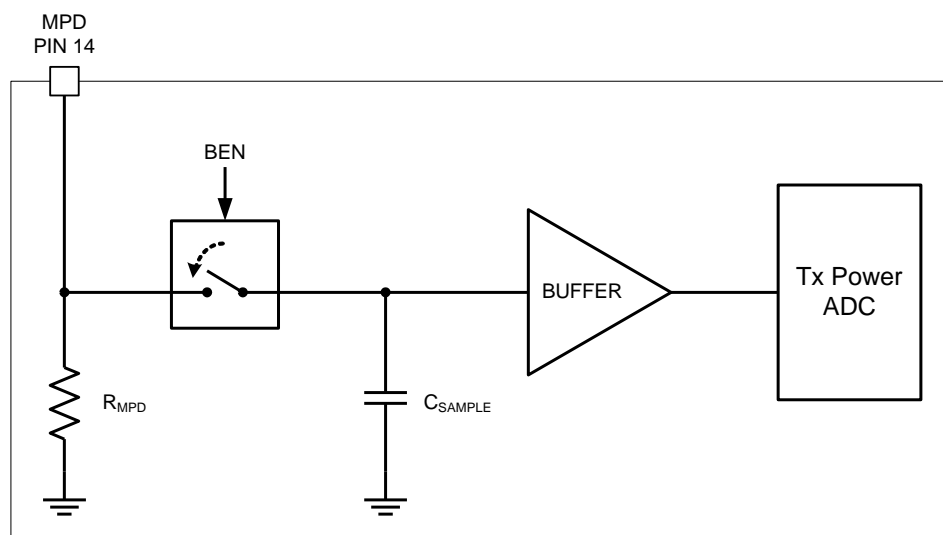 MPD
PIN 14
BEN
BUFFER
Tx Power
ADC
RMPD
CSAMPLE